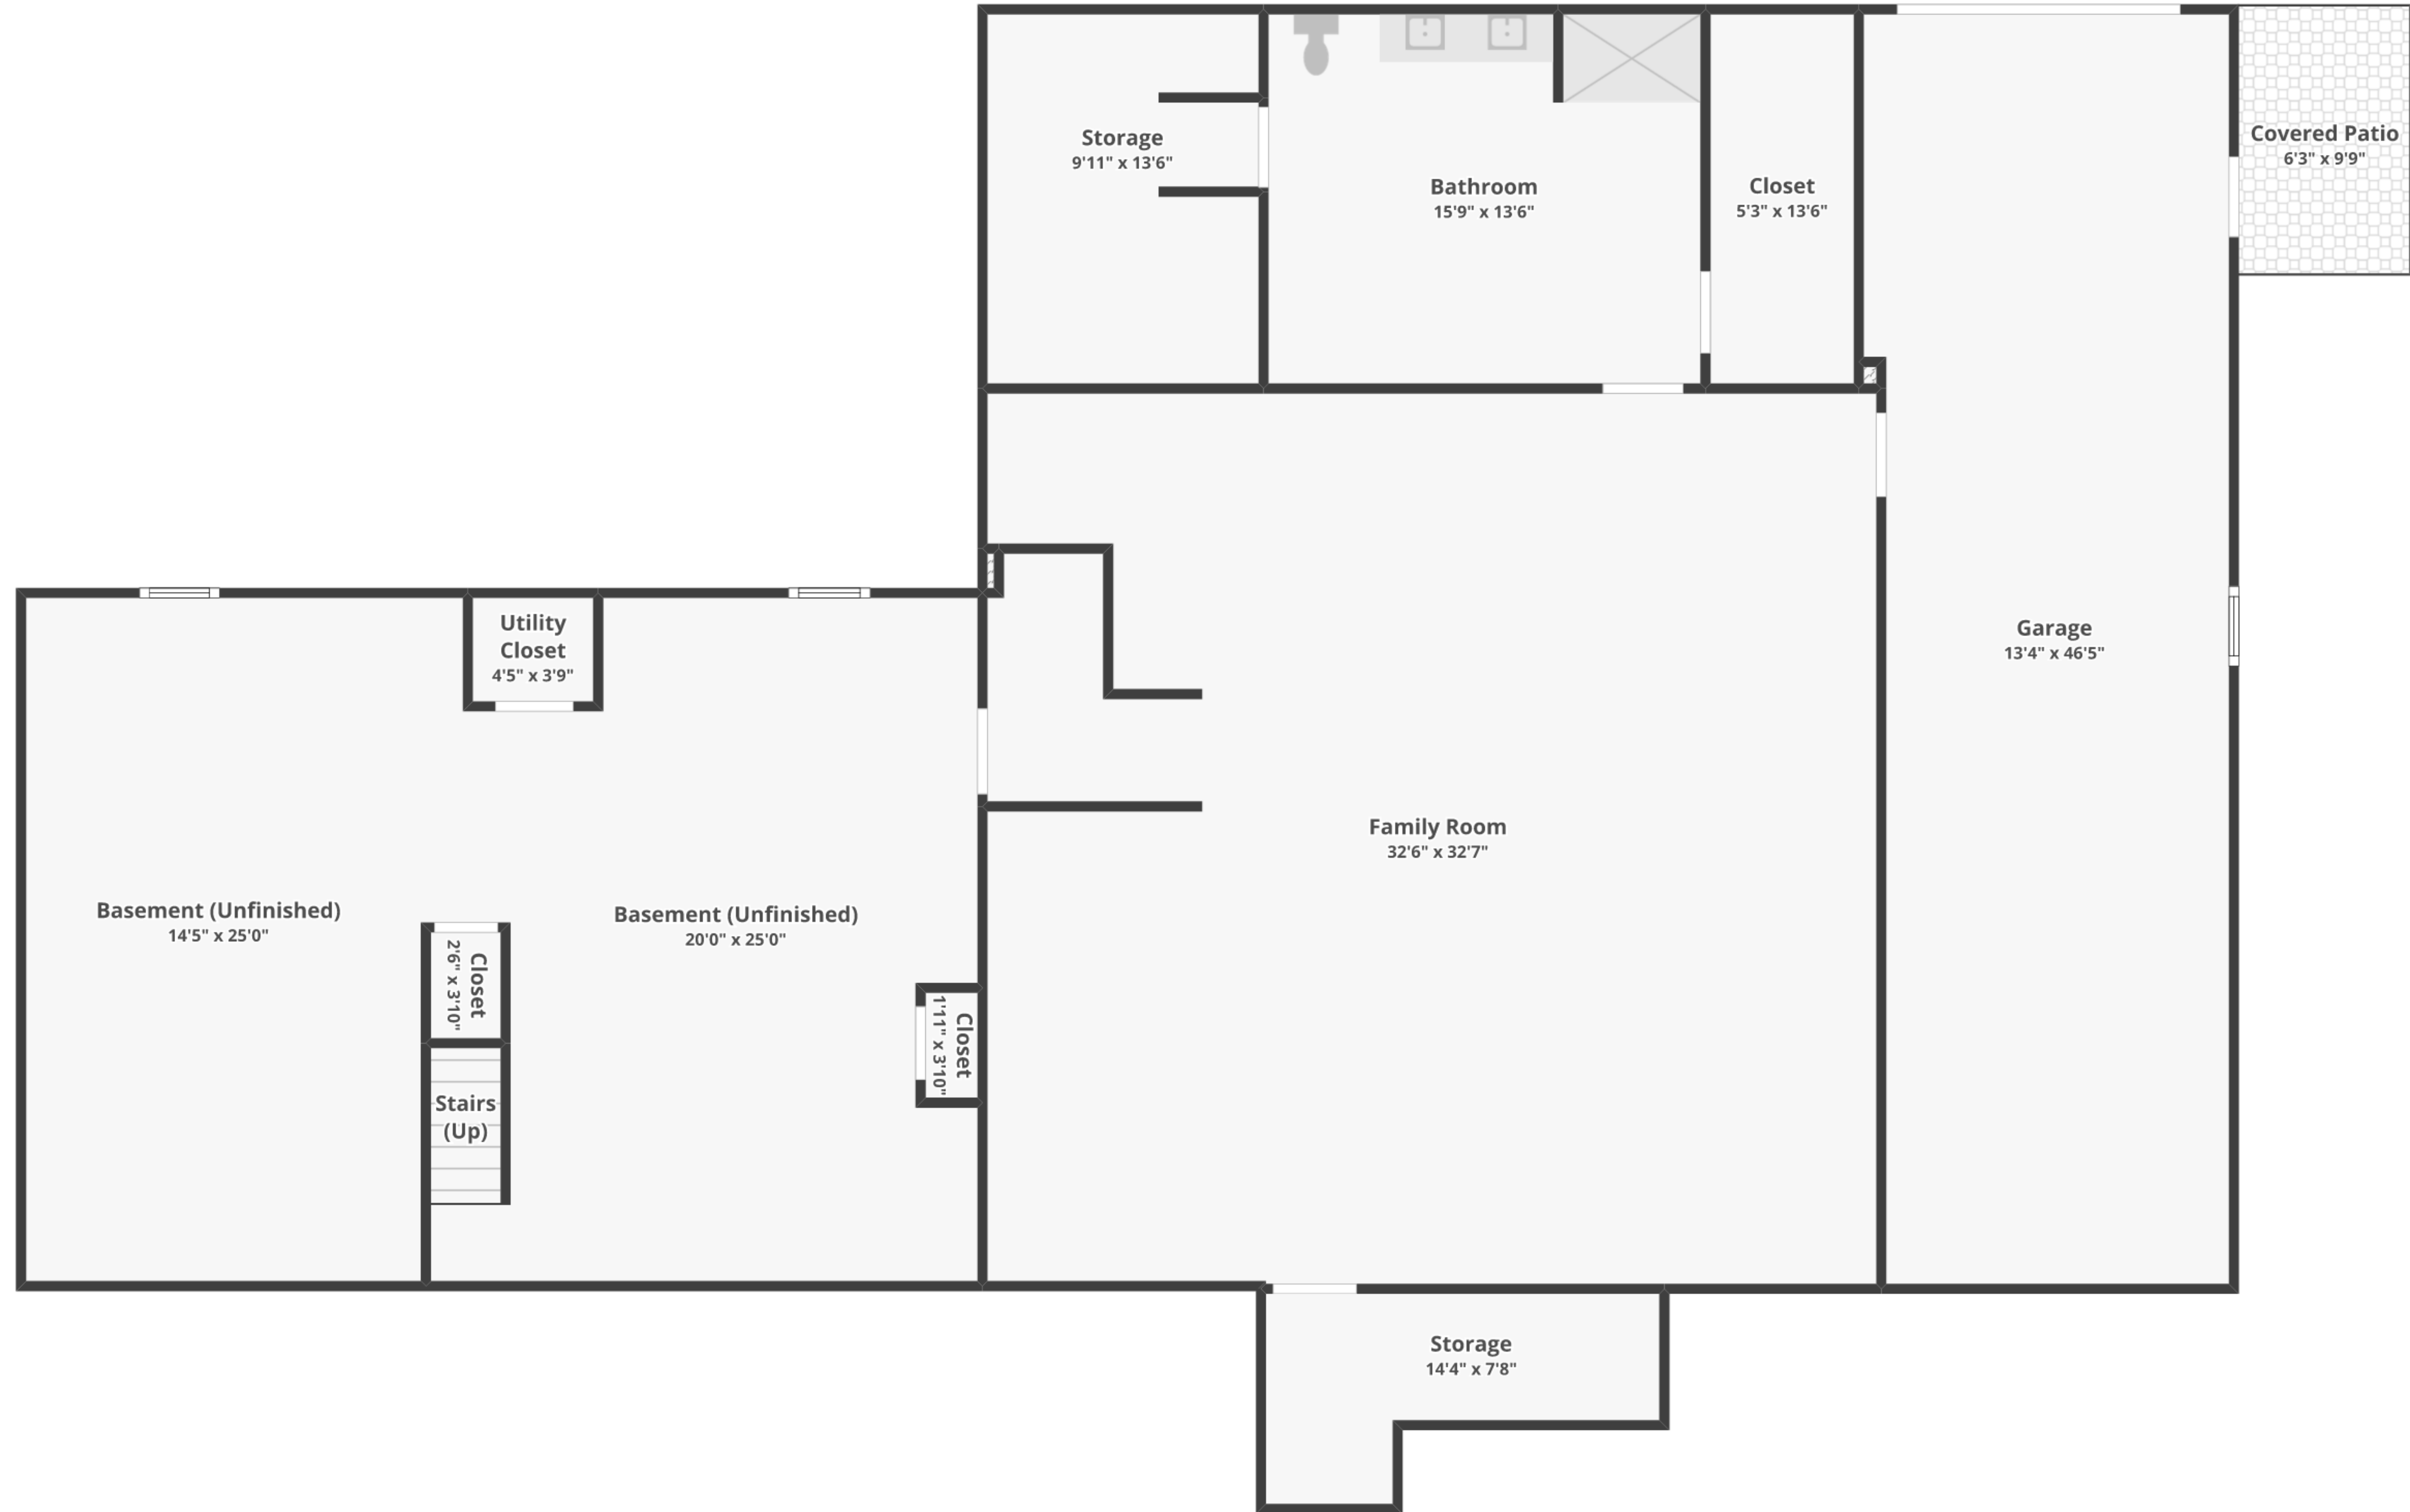 Storage
9'11" x 13'6"
Bathroom
15'9" x 13'6"
Closet
5'3" x 13'6"
Covered Patio
6'3" x 9'9"
Utility
Closet
4'5" x 3'9"
Garage
13'4" x 46'5"
Family Room
32'6" x 32'7"
Basement (Unfinished)
14'5" x 25'0"
Basement (Unfinished)
20'0" x 25'0"
Closet
2'6" x 3'10"
Closet
1'11" x 3'10"
Stairs
(Up)
Storage
14'4" x 7'8"